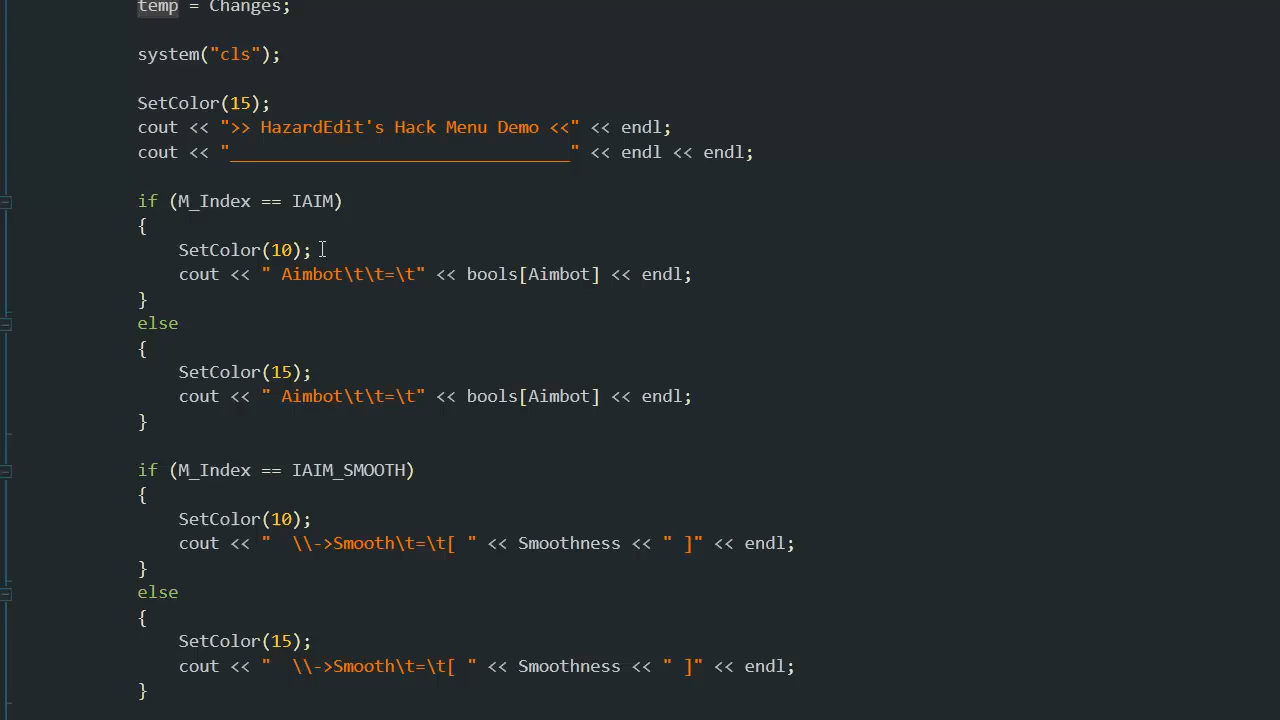 temp = Changes;
system("cls");
SetColor(15);
cout << ">> HazardEdit's Hack Menu Demo <<" << endl;
cout << "_________________________________" << endl << endl;
if (M_Index == IAIM)
{
SetColor(10);
cout << " Aimbot\t\t=\t" << bools[Aimbot] << endl;
}
else
{
SetColor(15);
cout << " Aimbot\t\t=\t" << bools[Aimbot] << endl;
}
if (M_Index == IAIM_SMOOTH)
{
SetColor(10);
cout << "  \\->Smooth\t=\t[ " << Smoothness << " ]" << endl;
}
else
{
SetColor(15);
cout << "  \\->Smooth\t=\t[ " << Smoothness << " ]" << endl;
}